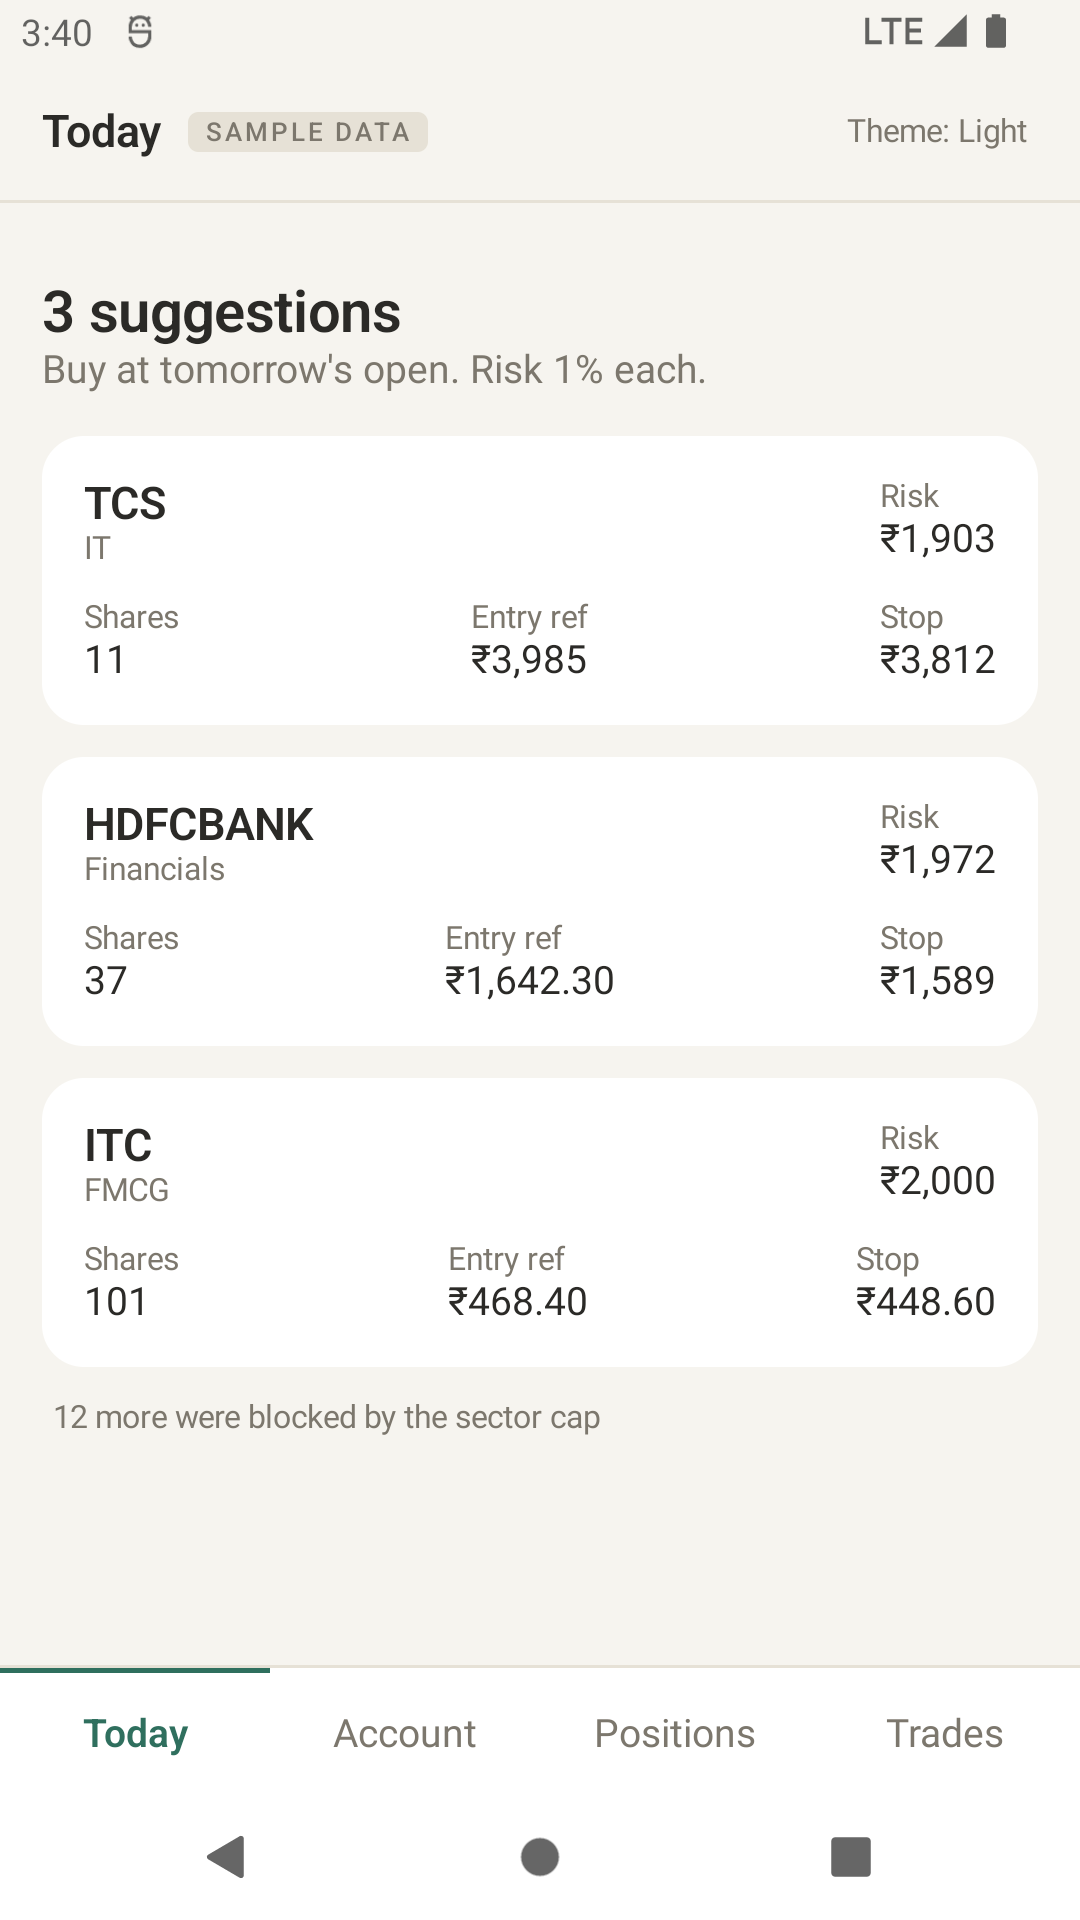 3:40 LTE
Today SAMPLE DATA Theme: Light
3 suggestions
Buy at tomorrow's open. Risk 1% each.
TCS Risk
IT ₹1,903
Shares Entry ref Stop
11 ₹3,985 ₹3,812
HDFCBANK Risk
Financials ₹1,972
Shares Entry ref Stop
37 ₹1,642.30 ₹1,589
ITC Risk
FMCG ₹2,000
Shares Entry ref Stop
101 ₹468.40 ₹448.60
12 more were blocked by the sector cap
Today Account Positions Trades